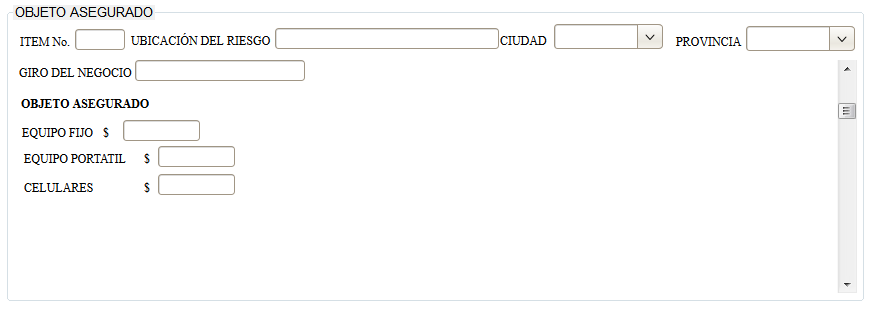 OBJETO ASEGURADO
ITEM No. UBICACIÓN DEL RIESGO CIUDAD PROVINCIA
GIRO DEL NEGOCIO
OBJETO ASEGURADO
EQUIPO FIJO $
EQUIPO PORTATIL $
CELULARES $